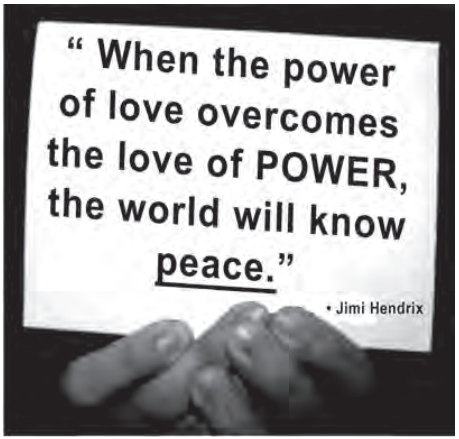 “ When the power
of love overcomes
the love of POWER,
the world will know
peace.”
• Jimi Hendrix